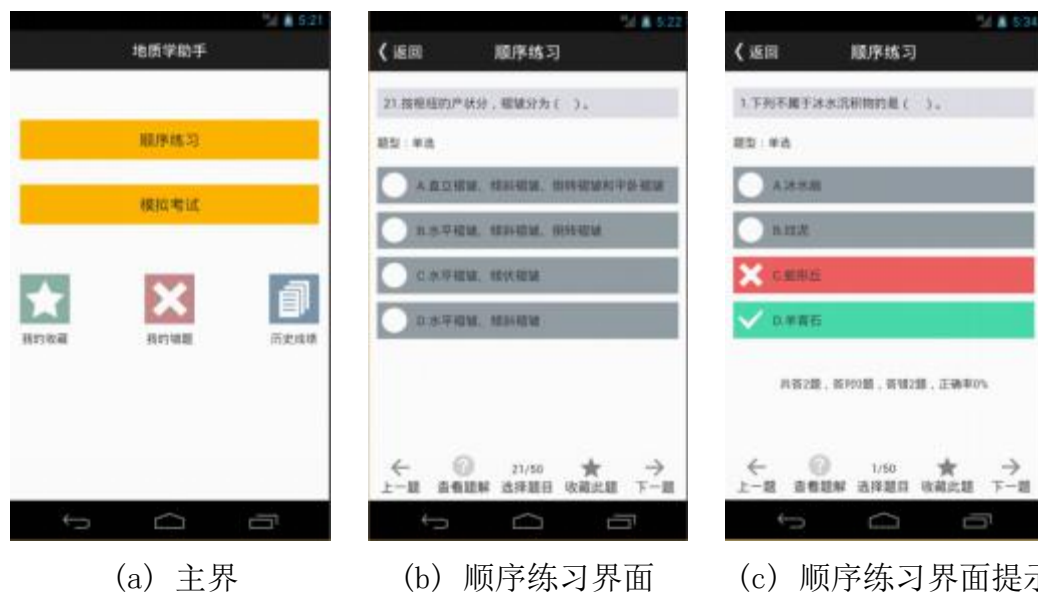 5:21
地质学助手
顺序练习
模拟考试
我的收藏
我的错题
历史成绩
(a) 主界
5:22
返回
顺序练习
21.按枢纽的产状分，褶皱分为( )。
题型：单选
A.直立褶皱、倾斜褶皱、倒转褶皱和平卧褶皱
B.水平褶皱、倾斜褶皱、倒转褶皱
C.水平褶皱、倾伏褶皱
D.水平褶皱、倾斜褶皱
上一题
查看题解
21/50
选择题目
收藏此题
下一题
(b) 顺序练习界面
5:34
返回
顺序练习
1.下列不属于冰水沉积物的是( )。
题型：单选
A.冰水扇
B.纹泥
C.蛇形丘
D.羊背石
共答2题，答对0题，答错2题，正确率0%
上一题
查看题解
1/50
选择题目
收藏此题
下一题
(c) 顺序练习界面提示